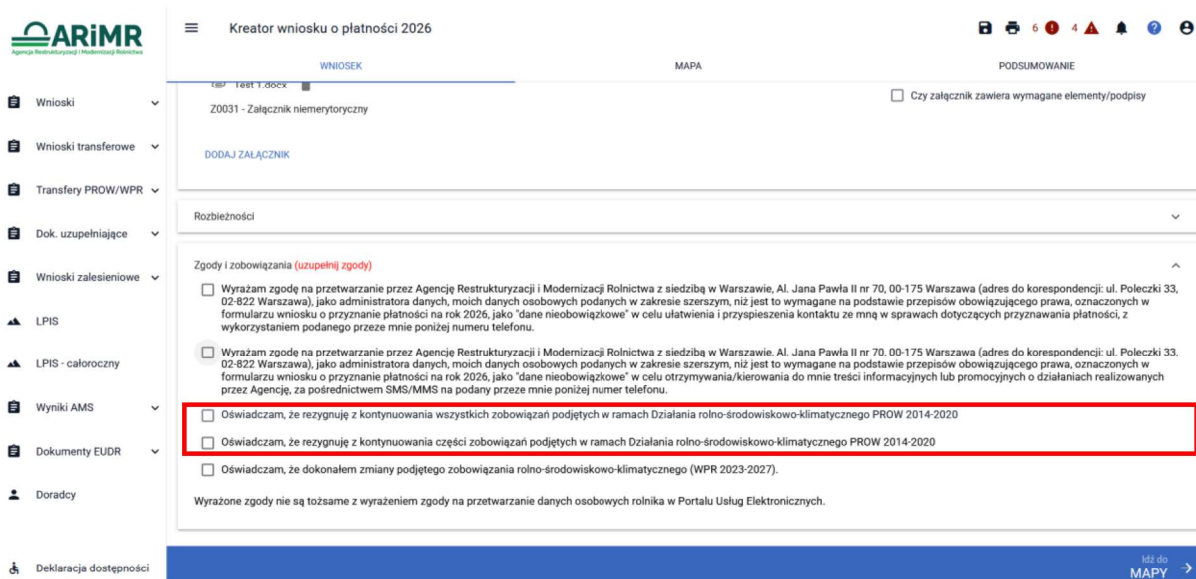 ARiMR
Agencja Restrukturyzacji i Modernizacji Rolnictwa
Kreator wniosku o płatności 2026
6
4
WNIOSEK
MAPA
PODSUMOWANIE
Wnioski
Wnioski transferowe
Transfery PROW/WPR
Dok. uzupełniające
Wnioski zalesieniowe
LPIS
LPIS - całoroczny
Wyniki AMS
Dokumenty EUDR
Doradcy
Deklaracja dostępności
Test 1.docx
Z0031 - Załącznik niemerytoryczny
Czy załącznik zawiera wymagane elementy/podpisy
DODAJ ZAŁĄCZNIK
Rozbieżności
Zgody i zobowiązania (uzupełnij zgody)
Wyrażam zgodę na przetwarzanie przez Agencję Restrukturyzacji i Modernizacji Rolnictwa z siedzibą w Warszawie, Al. Jana Pawła II nr 70, 00-175 Warszawa (adres do korespondencji: ul. Poleczki 33,
02-822 Warszawa), jako administratora danych, moich danych osobowych podanych w zakresie szerszym, niż jest to wymagane na podstawie przepisów obowiązującego prawa, oznaczonych w
formularzu wniosku o przyznanie płatności na rok 2026, jako "dane nieobowiązkowe" w celu ułatwienia i przyspieszenia kontaktu ze mną w sprawach dotyczących przyznawania płatności, z
wykorzystaniem podanego przeze mnie poniżej numeru telefonu.
Wyrażam zgodę na przetwarzanie przez Agencję Restrukturyzacji i Modernizacji Rolnictwa z siedzibą w Warszawie, Al. Jana Pawła II nr 70, 00-175 Warszawa (adres do korespondencji: ul. Poleczki 33,
02-822 Warszawa), jako administratora danych, moich danych osobowych podanych w zakresie szerszym, niż jest to wymagane na podstawie przepisów obowiązującego prawa, oznaczonych w
formularzu wniosku o przyznanie płatności na rok 2026, jako "dane nieobowiązkowe" w celu otrzymywania/kierowania do mnie treści informacyjnych lub promocyjnych o działaniach realizowanych
przez Agencję, za pośrednictwem SMS/MMS na podany przeze mnie poniżej numer telefonu.
Oświadczam, że rezygnuję z kontynuowania wszystkich zobowiązań podjętych w ramach Działania rolno-środowiskowo-klimatycznego PROW 2014-2020
Oświadczam, że rezygnuję z kontynuowania części zobowiązań podjętych w ramach Działania rolno-środowiskowo-klimatycznego PROW 2014-2020
Oświadczam, że dokonałem zmiany podjętego zobowiązania rolno-środowiskowo-klimatycznego (WPR 2023-2027).
Wyrażone zgody nie są tożsame z wyrażeniem zgody na przetwarzanie danych osobowych rolnika w Portalu Usług Elektronicznych.
Idź do
MAPY